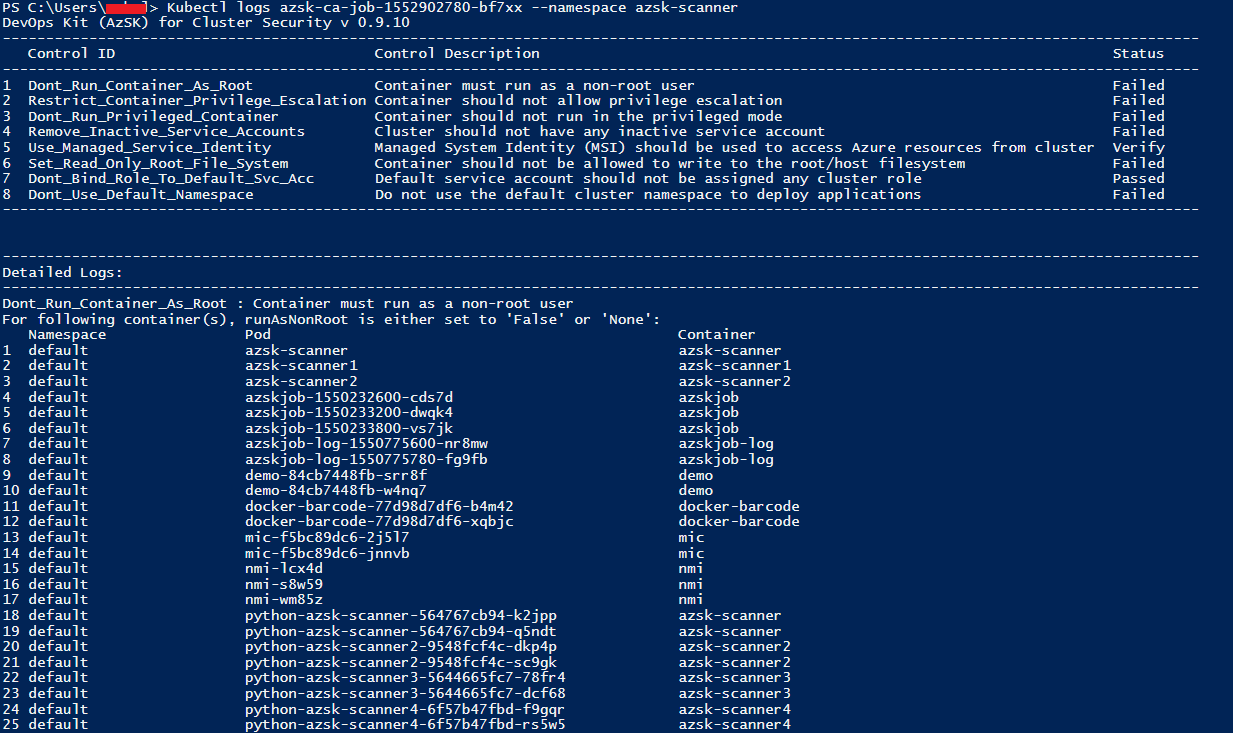 PS C:\Users\ > Kubectl logs azsk-ca-job-1552902780-bf7xx --namespace azsk-scanner
DevOps Kit (AzSK) for Cluster Security v 0.9.10
Control ID Control Description Status
1 Dont_Run_Container_As_Root Container must run as a non-root user Failed
2 Restrict_Container_Privilege_Escalation Container should not allow privilege escalation Failed
3 Dont_Run_Privileged_Container Container should not run in the privileged mode Failed
4 Remove_Inactive_Service_Accounts Cluster should not have any inactive service account Failed
5 Use_Managed_Service_Identity Managed System Identity (MSI) should be used to access Azure resources from cluster Verify
6 Set_Read_Only_Root_File_System Container should not be allowed to write to the root/host filesystem Failed
7 Dont_Bind_Role_To_Default_Svc_Acc Default service account should not be assigned any cluster role Passed
8 Dont_Use_Default_Namespace Do not use the default cluster namespace to deploy applications Failed
Detailed Logs:
Dont_Run_Container_As_Root : Container must run as a non-root user
For following container(s), runAsNonRoot is either set to 'False' or 'None':
Namespace Pod Container
1 default azsk-scanner azsk-scanner
2 default azsk-scanner1 azsk-scanner1
3 default azsk-scanner2 azsk-scanner2
4 default azskjob-1550232600-cds7d azskjob
5 default azskjob-1550233200-dwqk4 azskjob
6 default azskjob-1550233800-vs7jk azskjob
7 default azskjob-log-1550775600-nr8mw azskjob-log
8 default azskjob-log-1550775780-fg9fb azskjob-log
9 default demo-84cb7448fb-srr8f demo
10 default demo-84cb7448fb-w4nq7 demo
11 default docker-barcode-77d98d7df6-b4m42 docker-barcode
12 default docker-barcode-77d98d7df6-xqbjc docker-barcode
13 default mic-f5bc89dc6-2j5l7 mic
14 default mic-f5bc89dc6-jnnvb mic
15 default nmi-lcx4d nmi
16 default nmi-s8w59 nmi
17 default nmi-wm85z nmi
18 default python-azsk-scanner-564767cb94-k2jpp azsk-scanner
19 default python-azsk-scanner-564767cb94-q5ndt azsk-scanner
20 default python-azsk-scanner2-9548fcf4c-dkp4p azsk-scanner2
21 default python-azsk-scanner2-9548fcf4c-sc9gk azsk-scanner2
22 default python-azsk-scanner3-5644665fc7-78fr4 azsk-scanner3
23 default python-azsk-scanner3-5644665fc7-dcf68 azsk-scanner3
24 default python-azsk-scanner4-6f57b47fbd-f9gqr azsk-scanner4
25 default python-azsk-scanner4-6f57b47fbd-rs5w5 azsk-scanner4